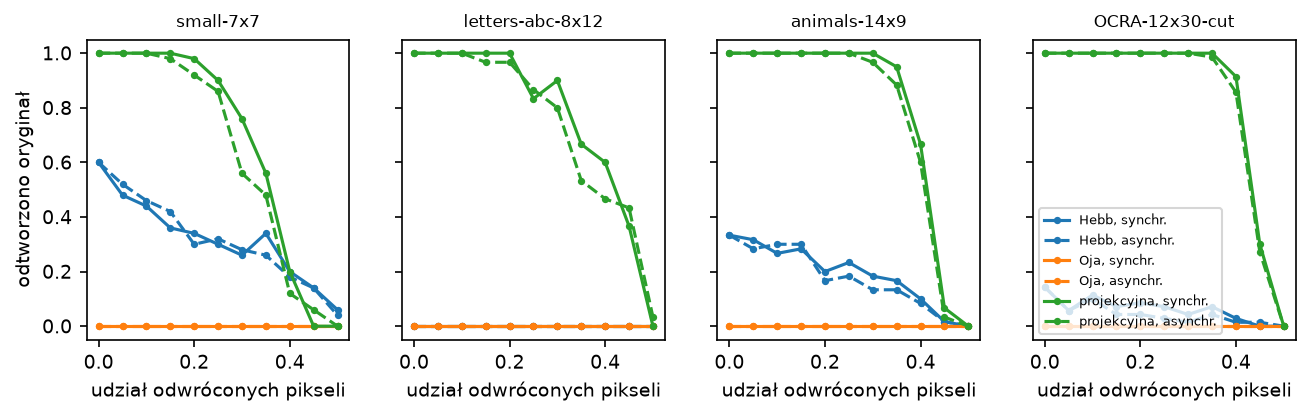 small-7x7
letters-abc-8x12
animals-14x9
OCRA-12x30-cut
odtworzono oryginał
1.0
0.8
0.6
0.4
0.2
0.0
Hebb, synchr.
Hebb, asynchr.
Oja, synchr.
Oja, asynchr.
projekcyjna, synchr.
projekcyjna, asynchr.
0.0 0.2 0.4
0.0 0.2 0.4
0.0 0.2 0.4
0.0 0.2 0.4
udział odwróconych pikseli
udział odwróconych pikseli
udział odwróconych pikseli
udział odwróconych pikseli